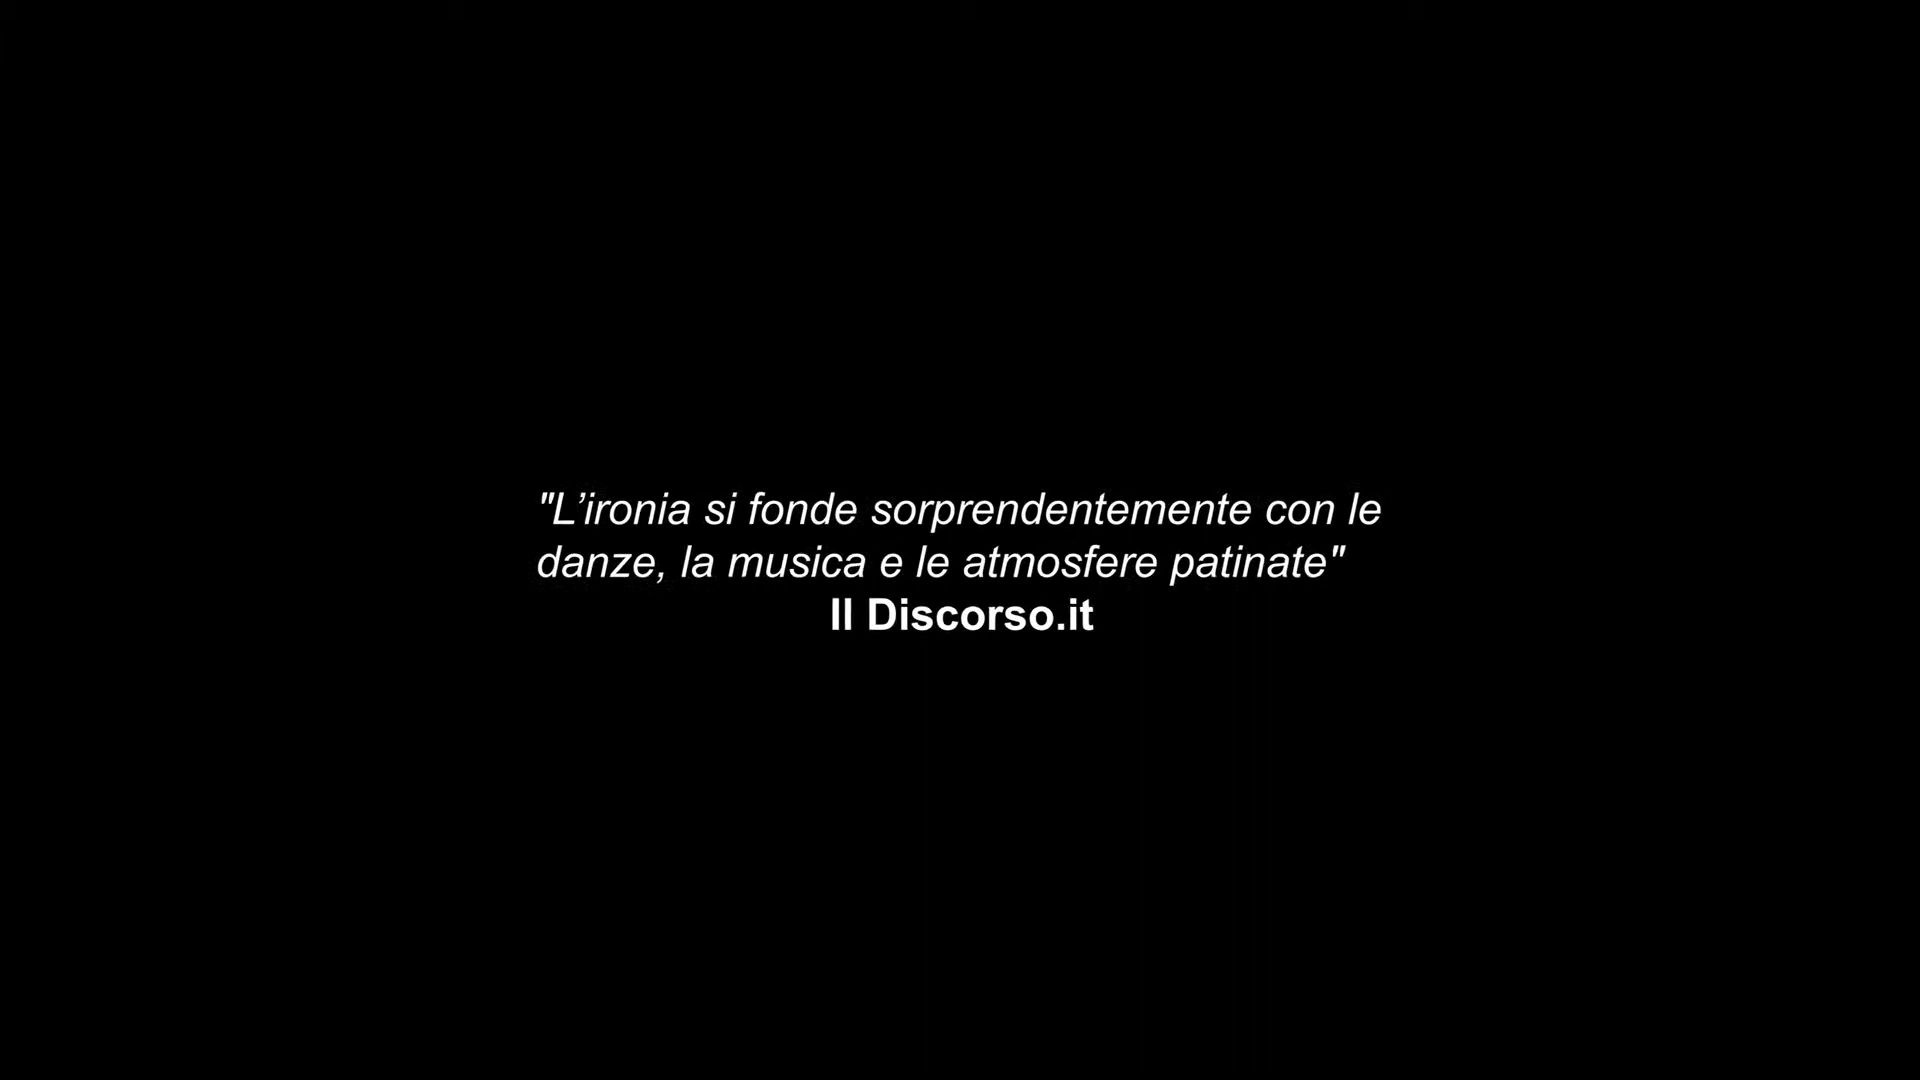 "L’ironia si fonde sorprendentemente con le
danze, la musica e le atmosfere patinate"
Il Discorso.it